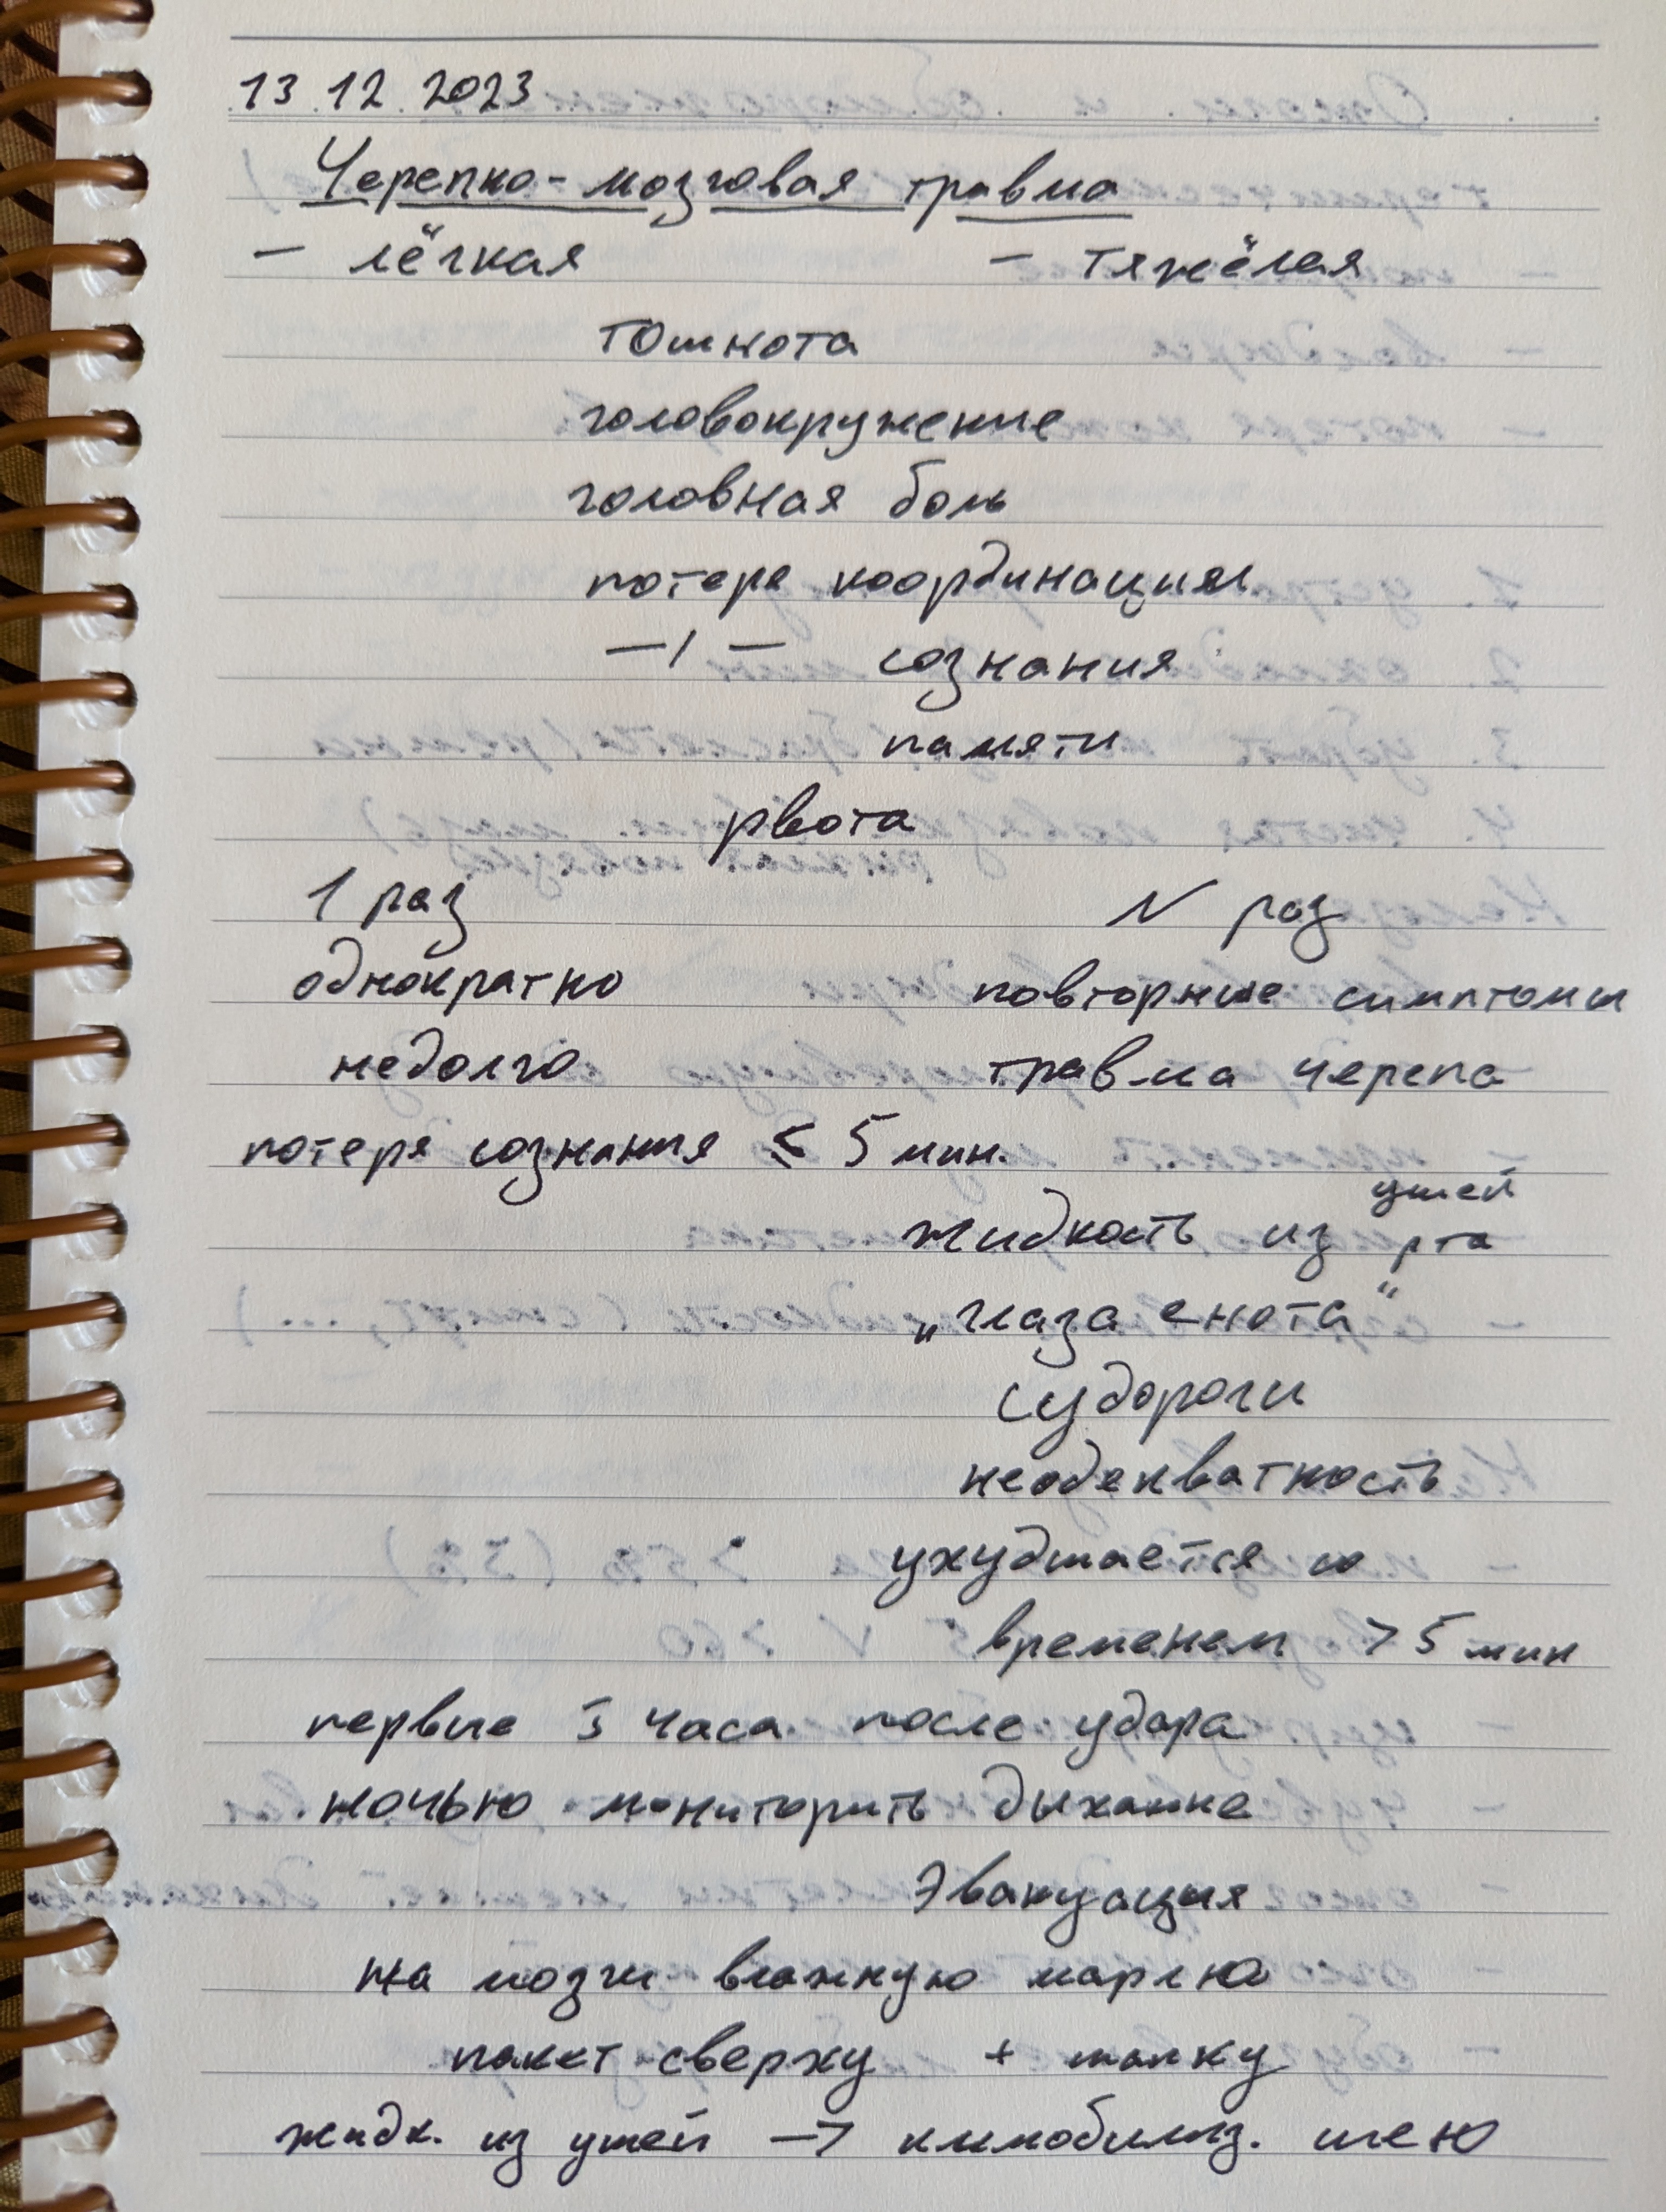 13.12.2023
Черепно-мозговая травма
- лёгкая - тяжёлая
тошнота
головокружение
головная боль
потеря координации
—/— сознания
памяти
рвота
1 раз N раз
однократно повторные симптомы
недолго травма черепа
потеря сознания ≤ 5 мин.
ушей
жидкость из рта
„глаза енота“
судороги
неадекватность
ухудшается со
временем > 5 мин
первые 3 часа после удара
ночью мониторить дыхание
Эвакуация
на мозги влажную марлю
пакет сверху + шапку
жидк. из ушей → иммобилиз. шею